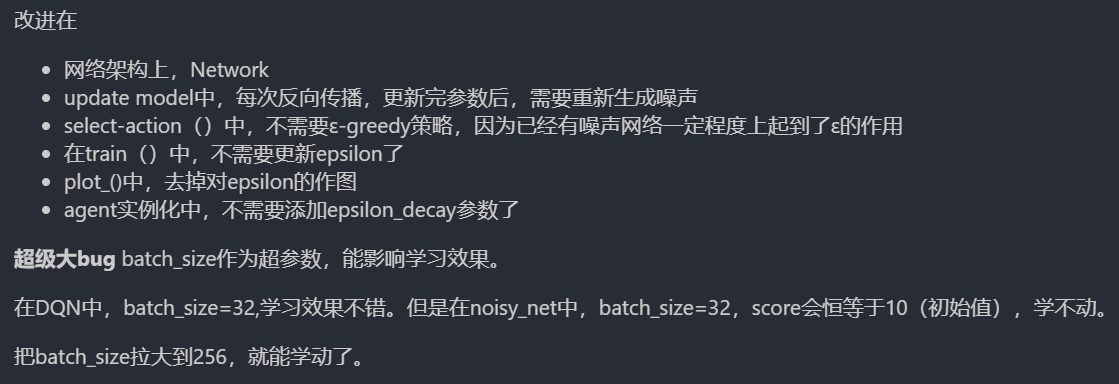 改进在
网络架构上，Network
update model中，每次反向传播，更新完参数后，需要重新生成噪声
select-action（）中，不需要ε-greedy策略，因为已经有噪声网络一定程度上起到了ε的作用
在train（）中，不需要更新epsilon了
plot_()中，去掉对epsilon的作图
agent实例化中，不需要添加epsilon_decay参数了
超级大bug batch_size作为超参数，能影响学习效果。
在DQN中，batch_size=32,学习效果不错。但是在noisy_net中，batch_size=32，score会恒等于10（初始值），学不动。
把batch_size拉大到256，就能学动了。